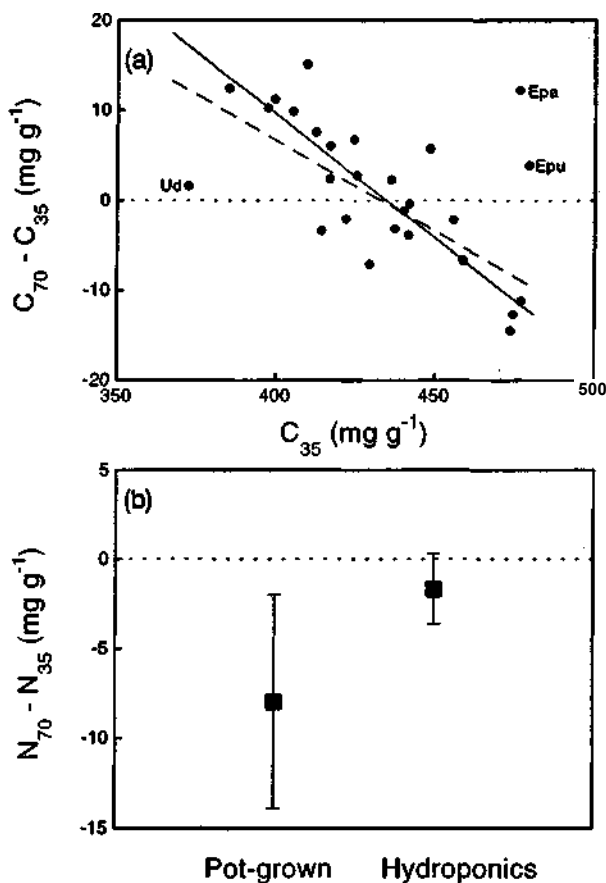 20
(a)
10
0
-10
-20
C70 - C35 (mg g-1)
Epa
Epu
Ud
350
400
450
500
C35 (mg g-1)
5
(b)
0
-5
-10
-15
N70 - N35 (mg g-1)
Pot-grown
Hydroponics